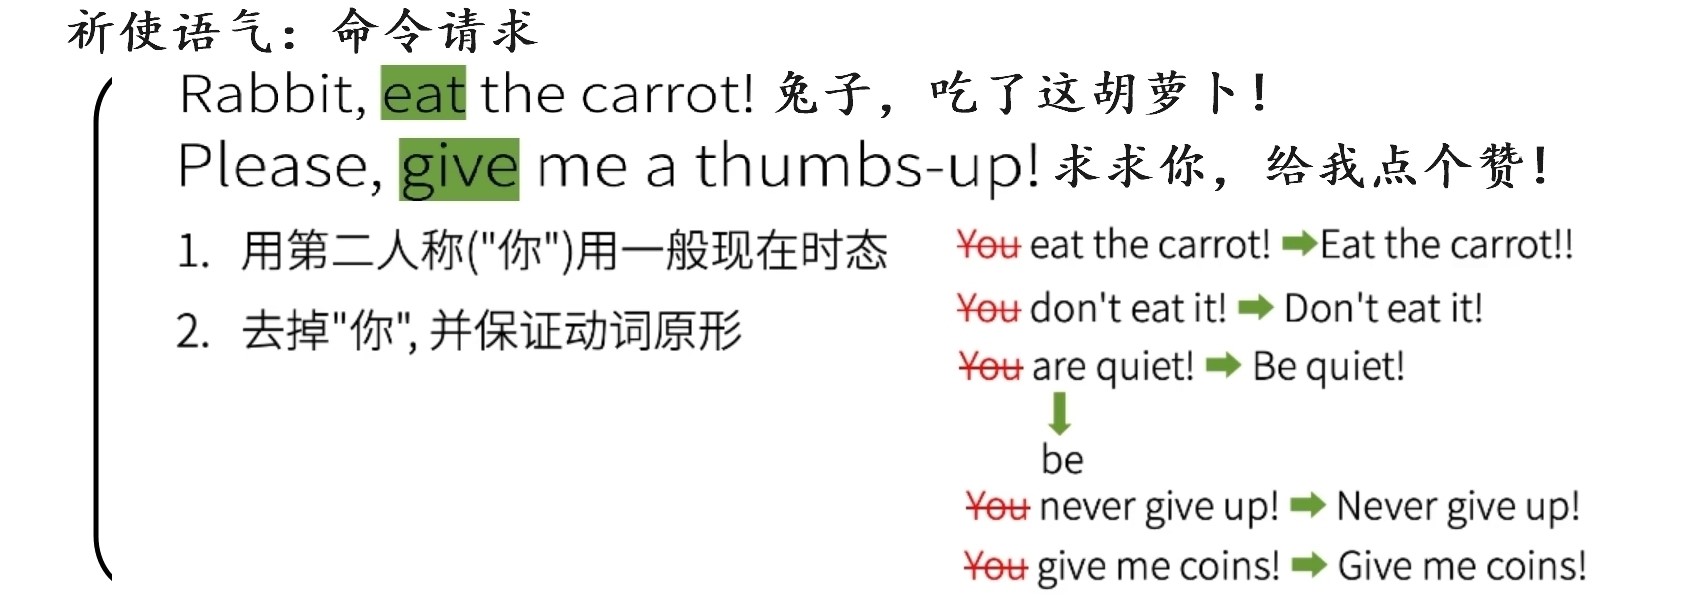 祈使语气：命令请求
Rabbit, eat the carrot! 兔子，吃了这胡萝卜！
Please, give me a thumbs-up! 求求你，给我点个赞！
1. 用第二人称("你")用一般现在时态
2. 去掉"你", 并保证动词原形
You eat the carrot! ➡Eat the carrot!!
You don't eat it! ➡ Don't eat it!
You are quiet! ➡ Be quiet!
be
You never give up! ➡ Never give up!
You give me coins! ➡ Give me coins!